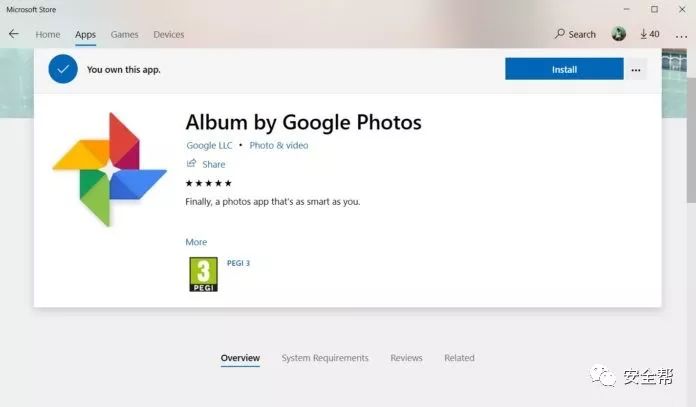 Microsoft Store
Home Apps Games Devices Search 40 ...
You own this app. Install ...
Album by Google Photos
Google LLC • Photo & video
Share
★★★★★
Finally, a photos app that's as smart as you.
More
3 PEGI 3
PEGI
Overview System Requirements Reviews Related
安全帮